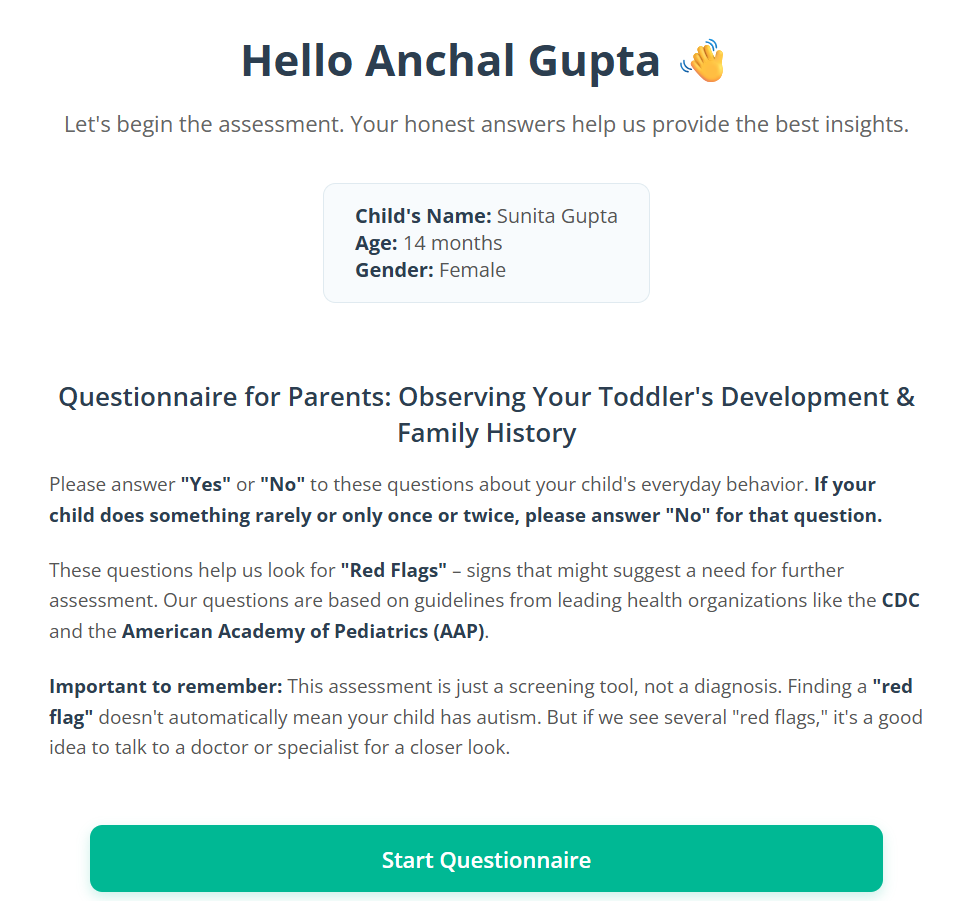 Hello Anchal Gupta 👋
Let's begin the assessment. Your honest answers help us provide the best insights.
Child's Name: Sunita Gupta
Age: 14 months
Gender: Female
Questionnaire for Parents: Observing Your Toddler's Development &
Family History
Please answer "Yes" or "No" to these questions about your child's everyday behavior. If your
child does something rarely or only once or twice, please answer "No" for that question.
These questions help us look for "Red Flags" – signs that might suggest a need for further
assessment. Our questions are based on guidelines from leading health organizations like the CDC
and the American Academy of Pediatrics (AAP).
Important to remember: This assessment is just a screening tool, not a diagnosis. Finding a "red
flag" doesn't automatically mean your child has autism. But if we see several "red flags," it's a good
idea to talk to a doctor or specialist for a closer look.
Start Questionnaire